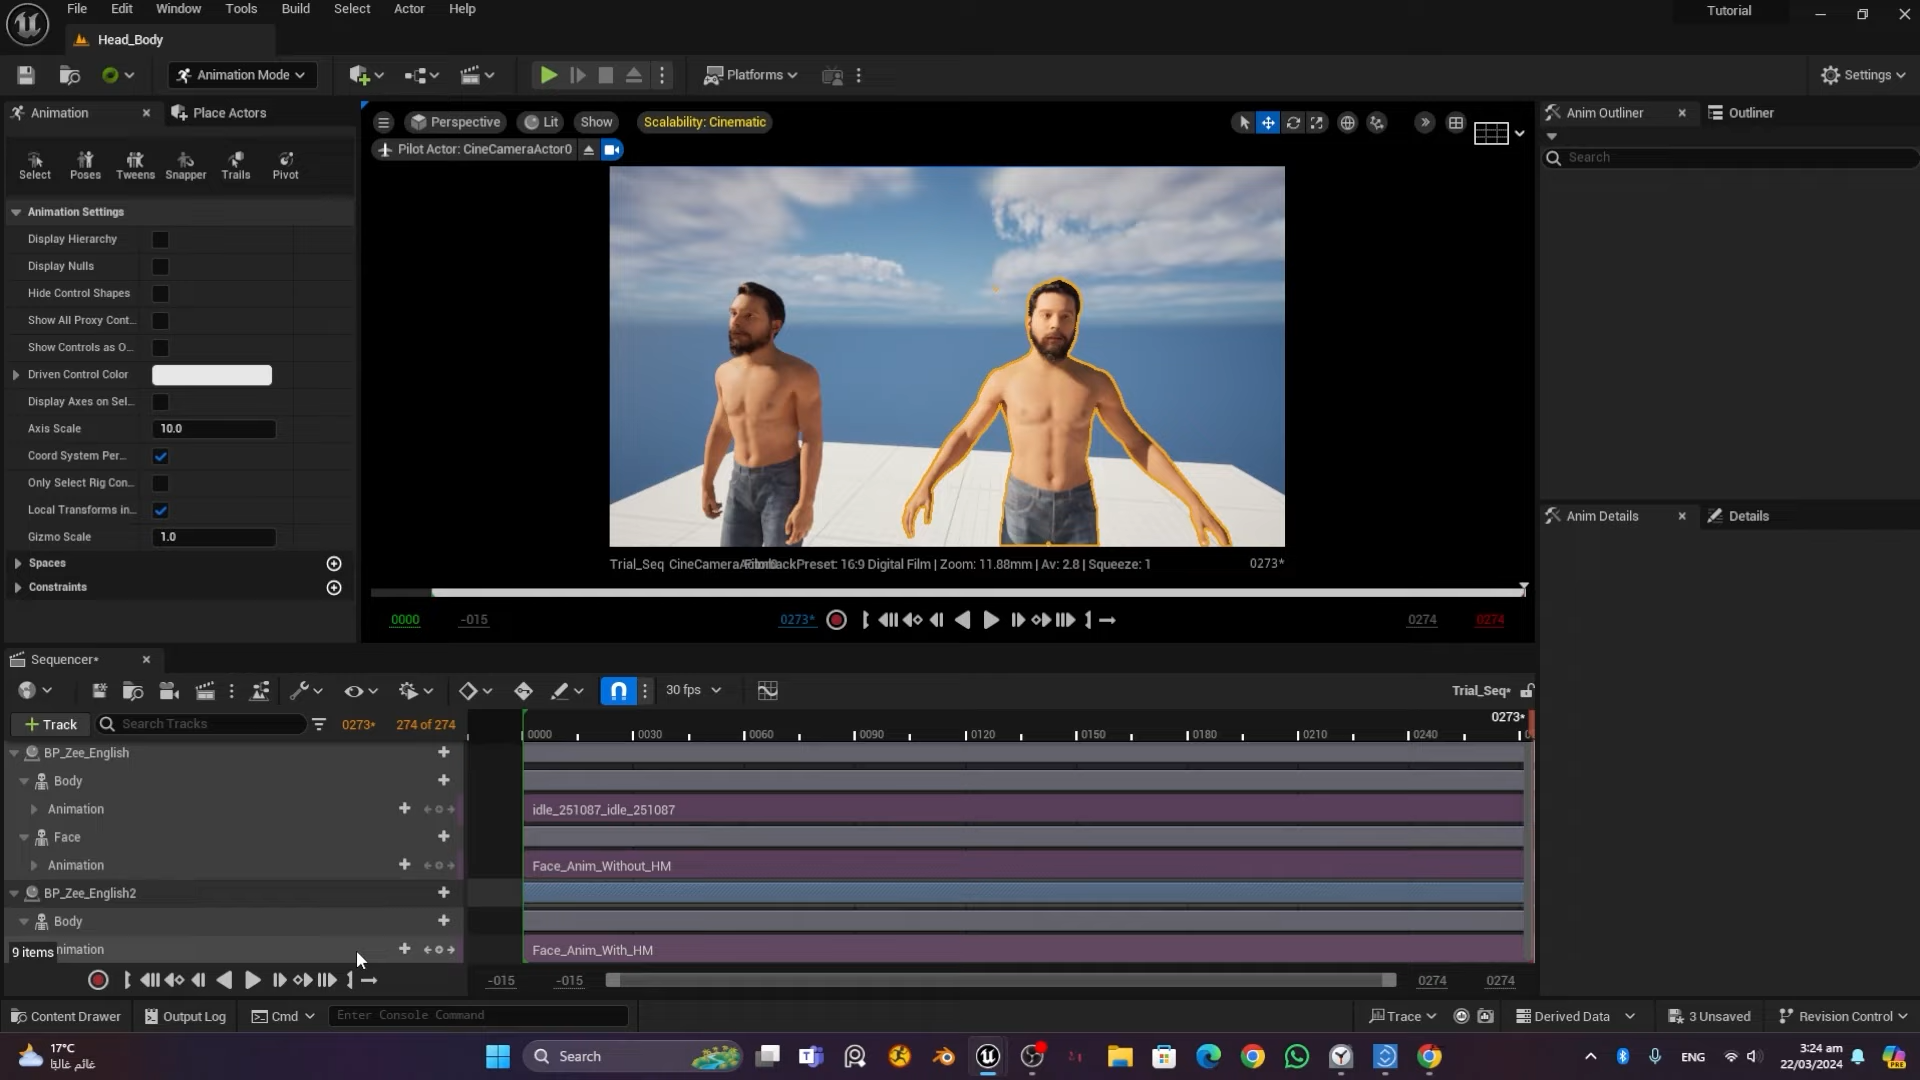 File Edit Window Tools Build Select Actor Help
Tutorial
Head_Body
Animation Mode
Platforms
Settings
Animation
Place Actors
Perspective
Lit
Show
Scalability: Cinematic
Anim Outliner
Outliner
Pilot Actor: CineCameraActor0
Search
Select Poses Tweens Snapper Trails Pivot
Animation Settings
Display Hierarchy
Display Nulls
Hide Control Shapes
Show All Proxy Cont...
Show Controls as O...
Driven Control Color
Display Axes on Sel...
Axis Scale 10.0
Coord System Per...
Only Select Rig Con...
Local Transforms in...
Gizmo Scale 1.0
Spaces
Constraints
Anim Details
Details
Trial_Seq CineCamera
Preset: 16:9 Digital Film | Zoom: 11.88mm | Av: 2.8 | Squeeze: 1
0273*
0000 -015 0273* 0274 0274
Sequencer*
30 fps
Trial_Seq*
Track
Search Tracks
0273* 274 of 274
0273*
0000 0030 0060 0090 0120 0150 0180 0210 0240
BP_Zee_English
Body
Animation
idle_251087_idle_251087
Face
Animation
Face_Anim_Without_HM
BP_Zee_English2
Body
9 items
nimation
Face_Anim_With_HM
-015 -015 0274 0274
Content Drawer
Output Log
Cmd
Enter Console Command
Trace
Derived Data
3 Unsaved
Revision Control
17°C
غائم غالبًا
Search
ENG
3:24 am
22/03/2024
PRE